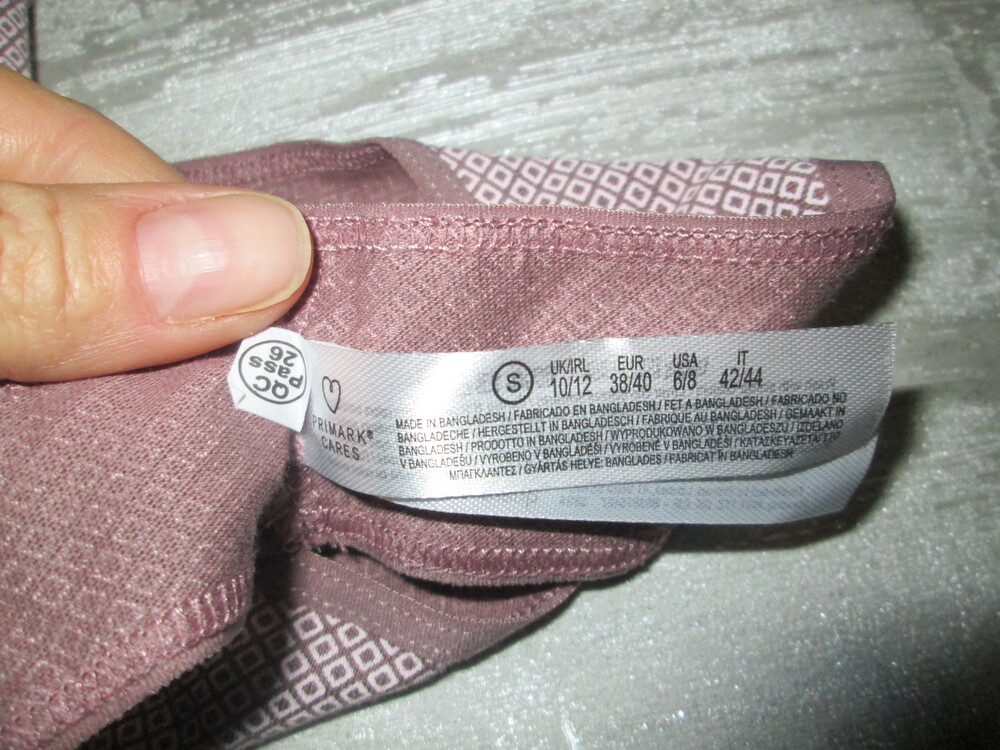 QC
Pass
26
PRIMARK®
CARES
S
UK/IRL EUR USA IT
10/12 38/40 6/8 42/44
MADE IN BANGLADESH / FABRICADO EN BANGLADESH / FET A BANGLADESH / FABRICADO NO
BANGLADECHE / HERGESTELLT IN BANGLADESCH / FABRIQUÉ AU BANGLADESH / GEMAAKT IN
BANGLADESH / PRODOTTO IN BANGLADESH / WYPRODUKOWANO W BANGLADESZU / IZDELANO
V BANGLADEŠU / VYROBENO V BANGLADÉŠI / VYROBENÉ V BANGLADÉŠI / ΚΑΤΑΣΚΕΥΑΖΕΤΑΙ ΣΤΟ
ΜΠΑΓΚΛΑΝΤΕΣ / GYÁRTÁS HELYE: BANGLADES / FABRICAT ÎN BANGLADESH